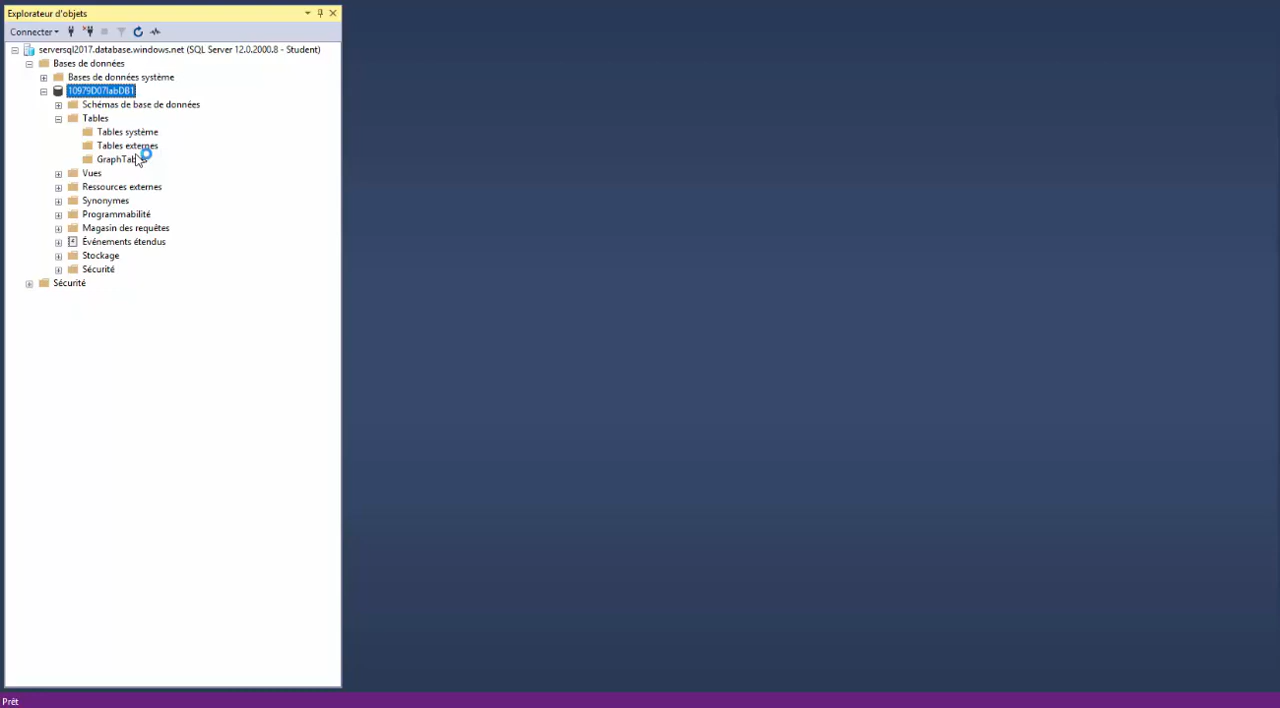 Explorateur d'objets
Connecter
serversql2017.database.windows.net (SQL Server 12.0.2000.8 - Student)
Bases de données
Bases de données système
10979D07labDB1
Schémas de base de données
Tables
Tables système
Tables externes
Vues
Ressources externes
Synonymes
Programmabilité
Magasin des requêtes
Événements étendus
Stockage
Sécurité
Sécurité
Prêt